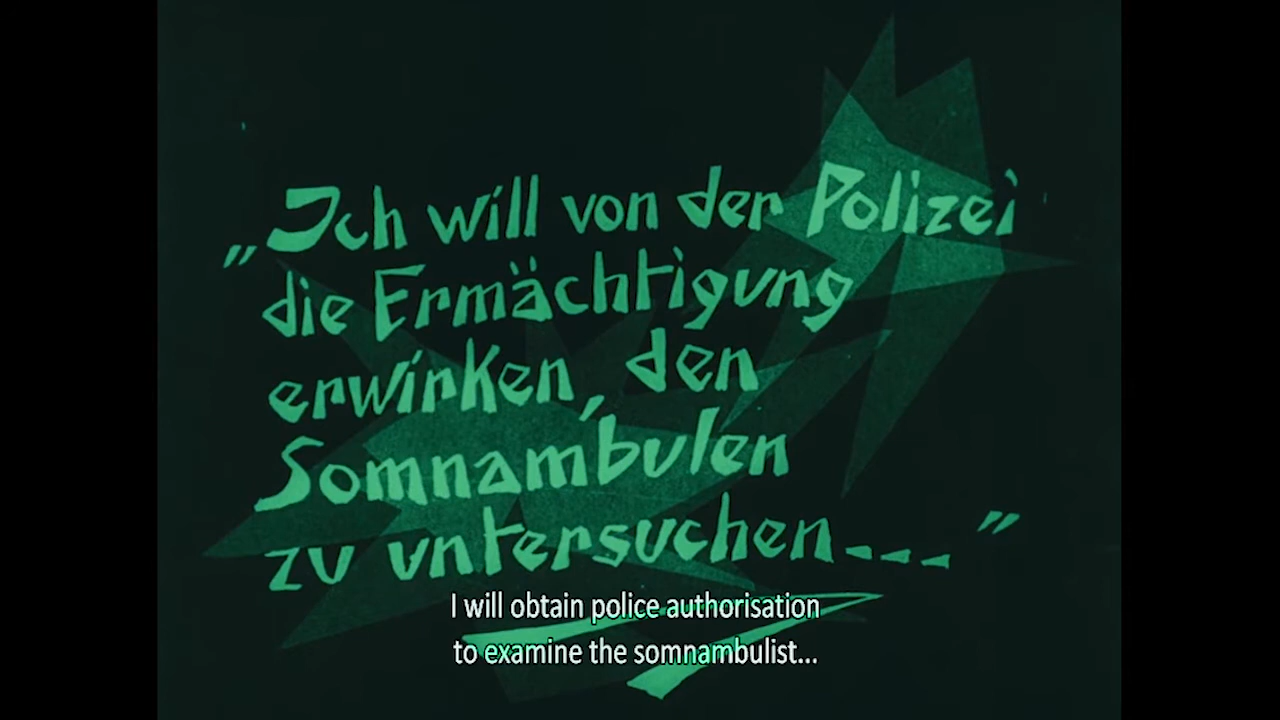 „Ich will von der Polizei
die Ermächtigung
erwirken, den
Somnambulen
zu untersuchen---"
I will obtain police authorisation
to examine the somnambulist...